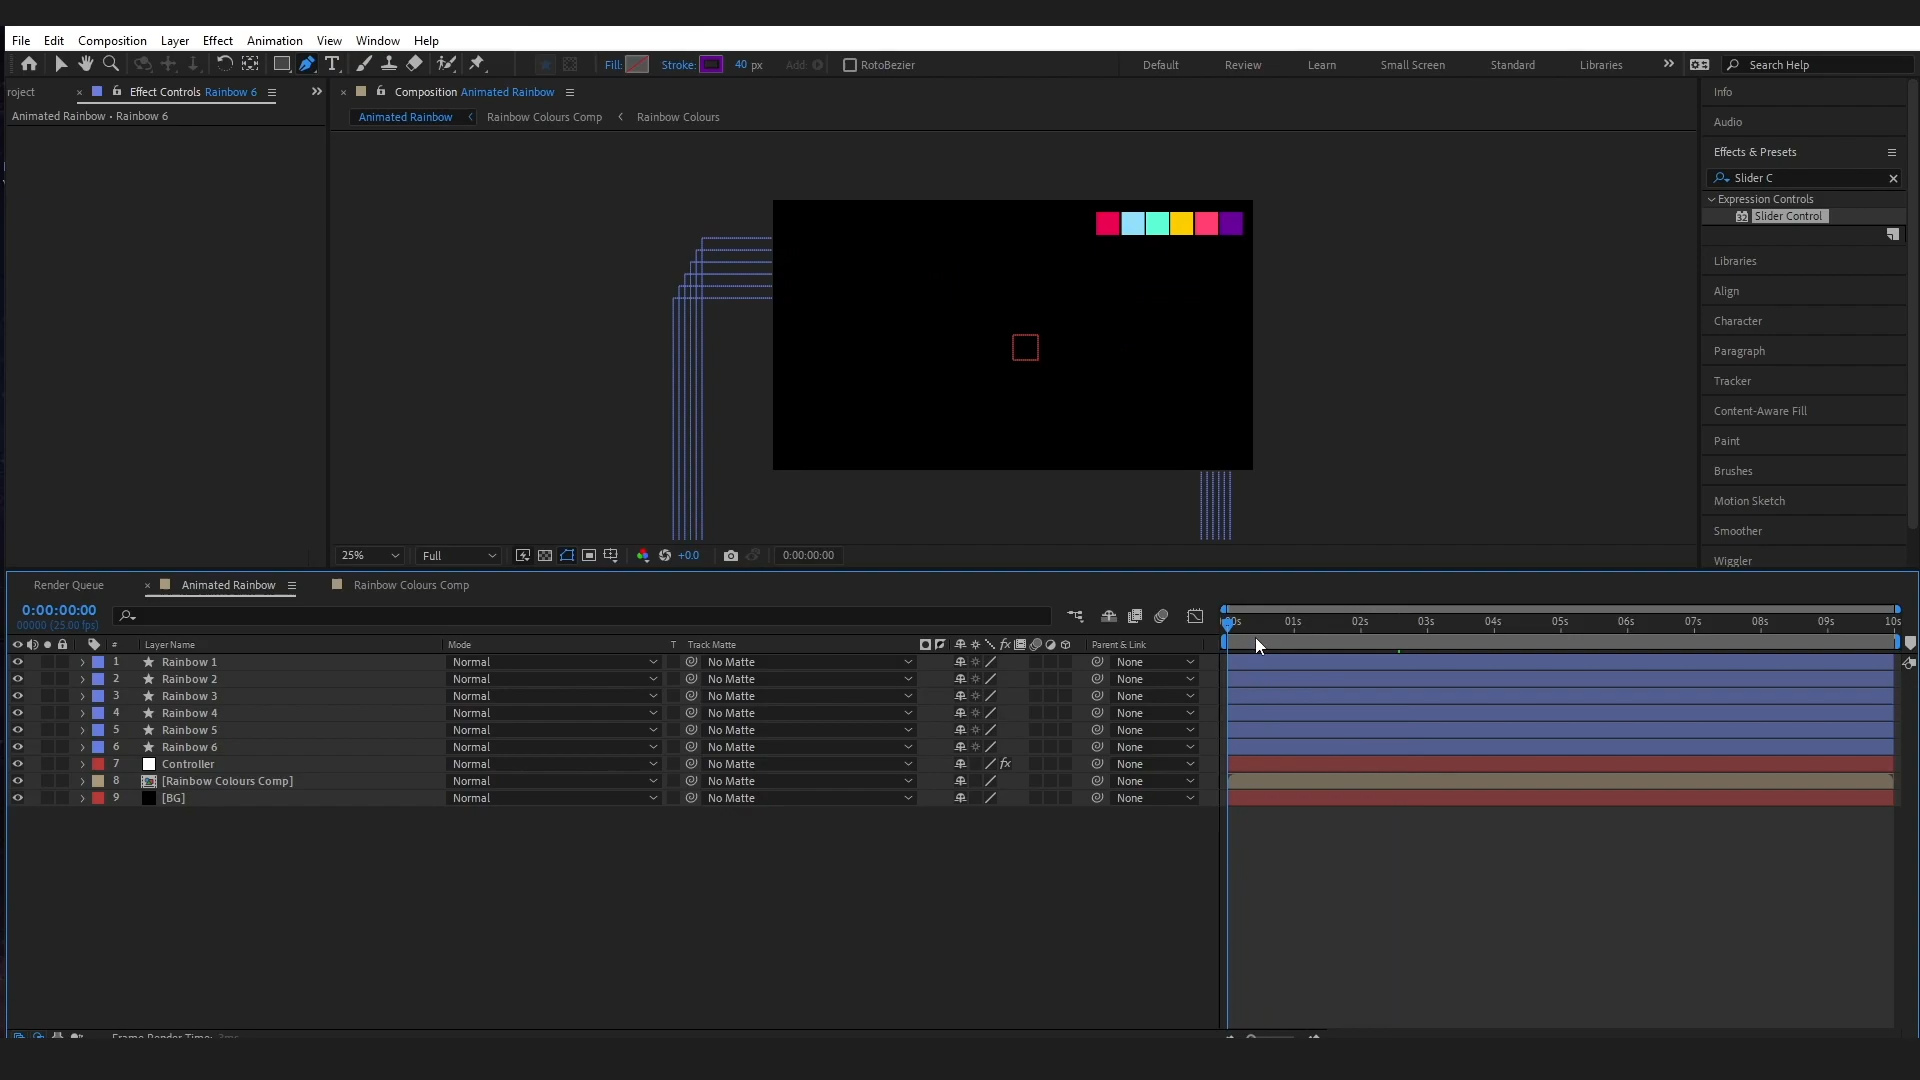 File Edit Composition Layer Effect Animation View Window Help
Fill: Stroke: 40 px Add: RotoBezier Default Review Learn Small Screen Standard Libraries Search Help
roject Effect Controls Rainbow 6 Composition Animated Rainbow
Animated Rainbow • Rainbow 6
Animated Rainbow Rainbow Colours Comp Rainbow Colours
Info
Audio
Effects & Presets
Slider C
Expression Controls
32 Slider Control
Libraries
Align
Character
Paragraph
Tracker
Content-Aware Fill
Paint
Brushes
Motion Sketch
Smoother
Wiggler
25% Full +0.0 0:00:00:00
Render Queue Animated Rainbow Rainbow Colours Comp
0:00:00:00
00000 (25.00 fps)
:00s 01s 02s 03s 04s 05s 06s 07s 08s 09s 10s
# Layer Name Mode T Track Matte fx Parent & Link
1 Rainbow 1 Normal No Matte None
2 Rainbow 2 Normal No Matte None
3 Rainbow 3 Normal No Matte None
4 Rainbow 4 Normal No Matte None
5 Rainbow 5 Normal No Matte None
6 Rainbow 6 Normal No Matte None
7 Controller Normal No Matte fx None
8 [Rainbow Colours Comp] Normal No Matte None
9 [BG] Normal No Matte None
Frame Render Time: 3ms